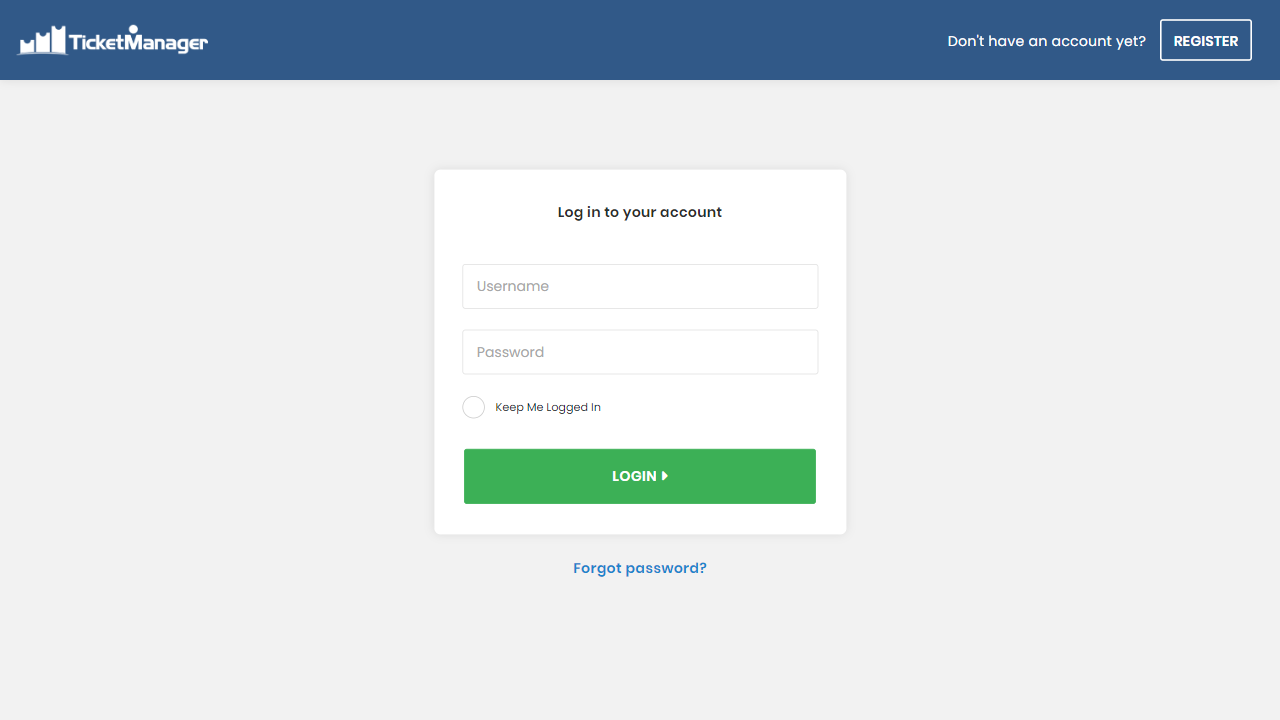 TicketManager
Don't have an account yet? REGISTER
Log in to your account
Username
Password
Keep Me Logged In
LOGIN
Forgot password?